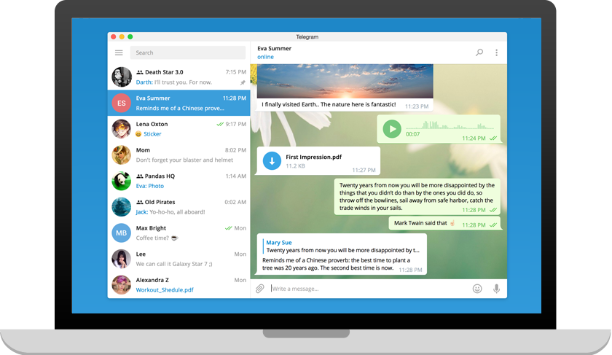 Telegram
Search
Death Star 3.0 7:15 PM
Darth: I'll trust you. For now.
ES
Eva Summer 11:28 PM
Reminds me of a Chinese prove...
Lena Oxton 9:17 PM
Sticker
Mom 8:02 PM
Don't forget your blaster and helmet
Pandas HQ 1:14 AM
Eva: Photo
Old Pirates 6:02 AM
Jack: Yo-ho-ho, all aboard!
MB
Max Bright Mon
Coffee time?
Lee Mon
We can call it Galaxy Star 7 ;)
Alexandra Z Mon
Workout_Shedule.pdf
Eva Summer
online
I finally visited Earth.. The nature here is fantastic! 11:23 PM
00:07 11:24 PM
First Impression.pdf
11,2 KB
11:27 PM
Twenty years from now you will be more disappointed by the
things that you didn't do than by the ones you did do, so
throw off the bowlines, sail away from safe harbor, catch the
trade winds in your sails. 11:28 PM
Mark Twain said that 11:28 PM
Mary Sue
Twenty years from now you will be more disappointed by t...
Reminds me of a Chinese proverb: the best time to plant a
tree was 20 years ago. The second best time is now. 11:28 PM
Write a message...